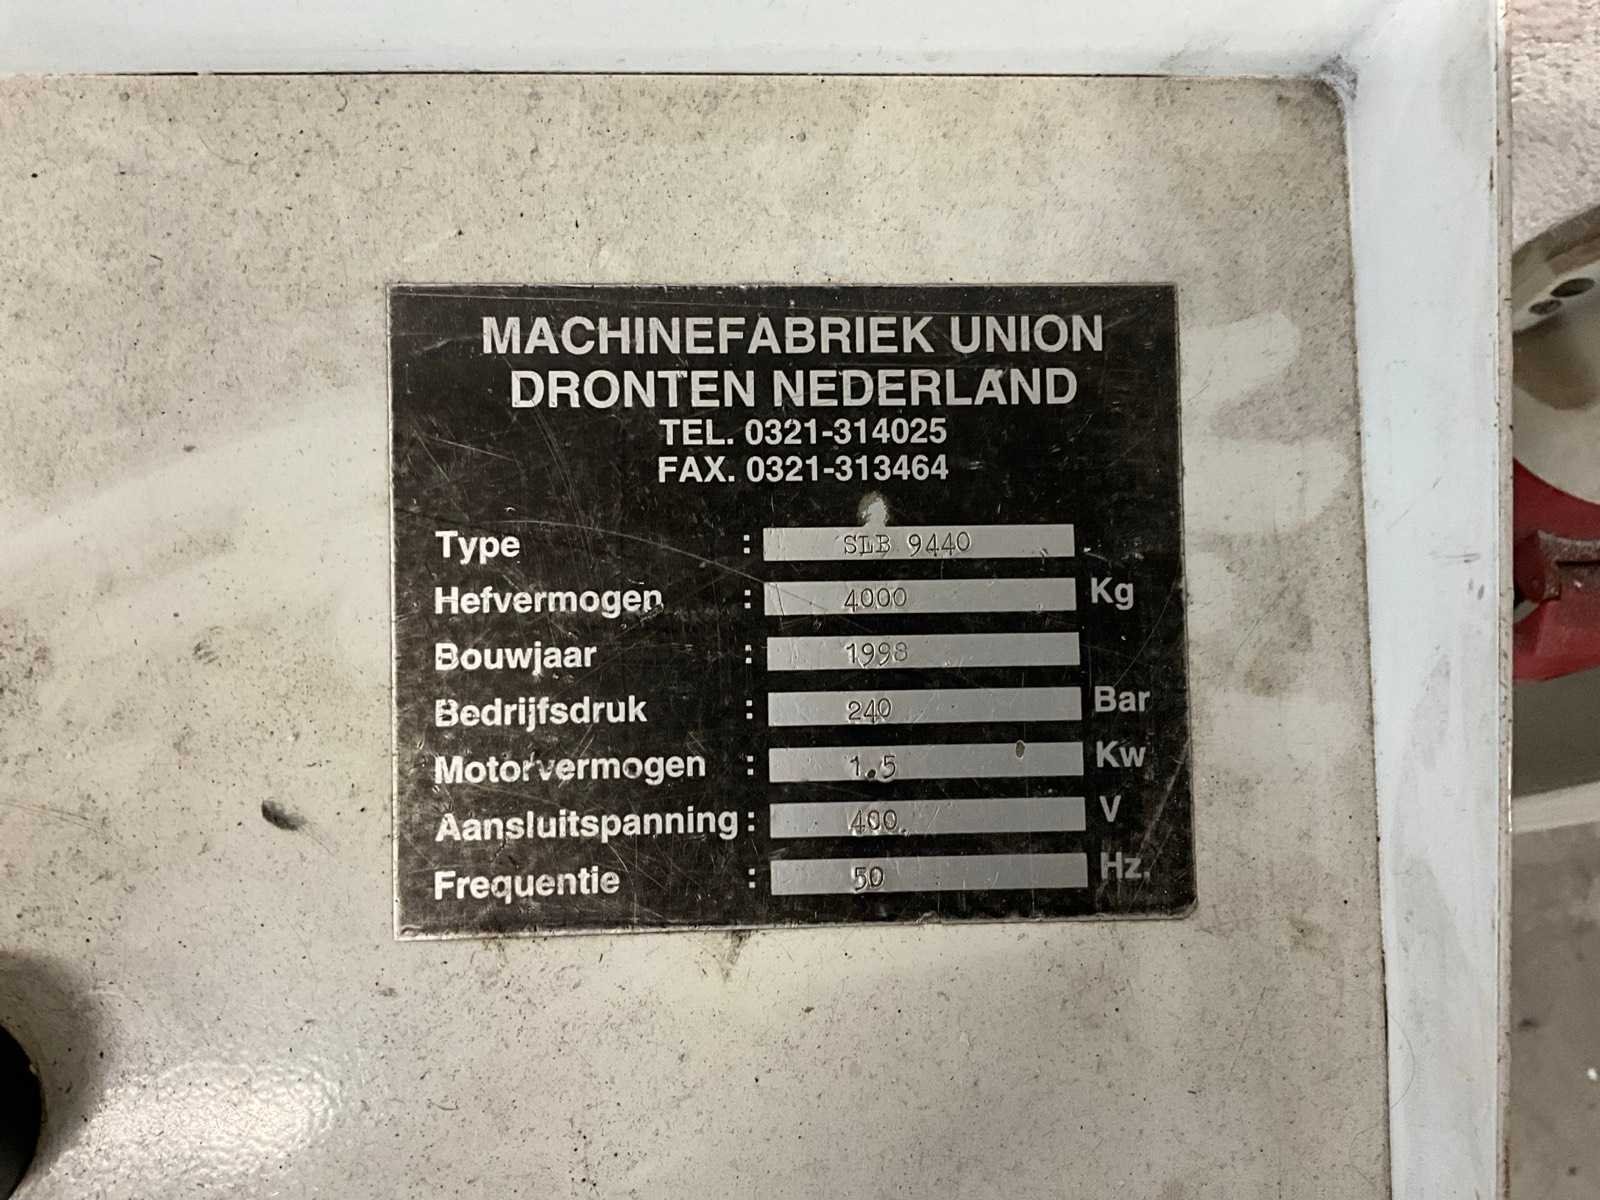 MACHINEFABRIEK UNION
DRONTEN NEDERLAND
TEL. 0321-314025
FAX. 0321-313464
Type : SLB 9440
Hefvermogen : 4000 Kg
Bouwjaar : 1998
Bedrijfsdruk : 240 Bar
Motorvermogen : 1.5 Kw
Aansluitspanning : 400 V
Frequentie : 50 Hz.